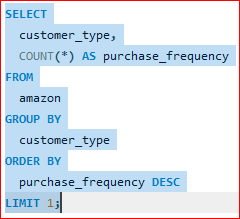 SELECT
  customer_type,
  COUNT(*) AS purchase_frequency
FROM
  amazon
GROUP BY
  customer_type
ORDER BY
  purchase_frequency DESC
LIMIT 1;